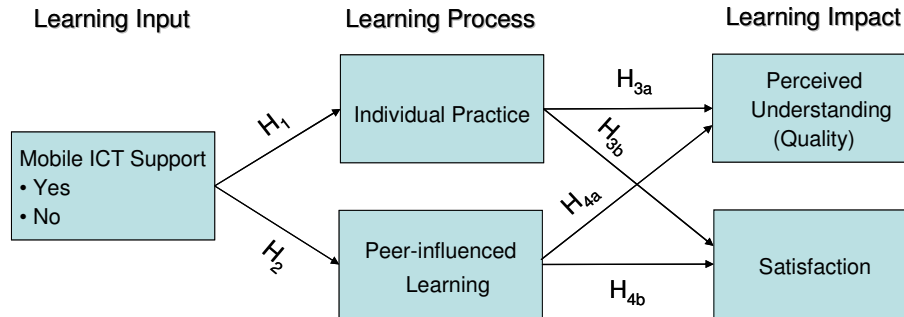 Learning Input
Learning Process
Learning Impact
Mobile ICT Support
• Yes
• No
H1
H2
Individual Practice
Peer-influenced
Learning
H3a
H3b
H4a
H4b
Perceived
Understanding
(Quality)
Satisfaction